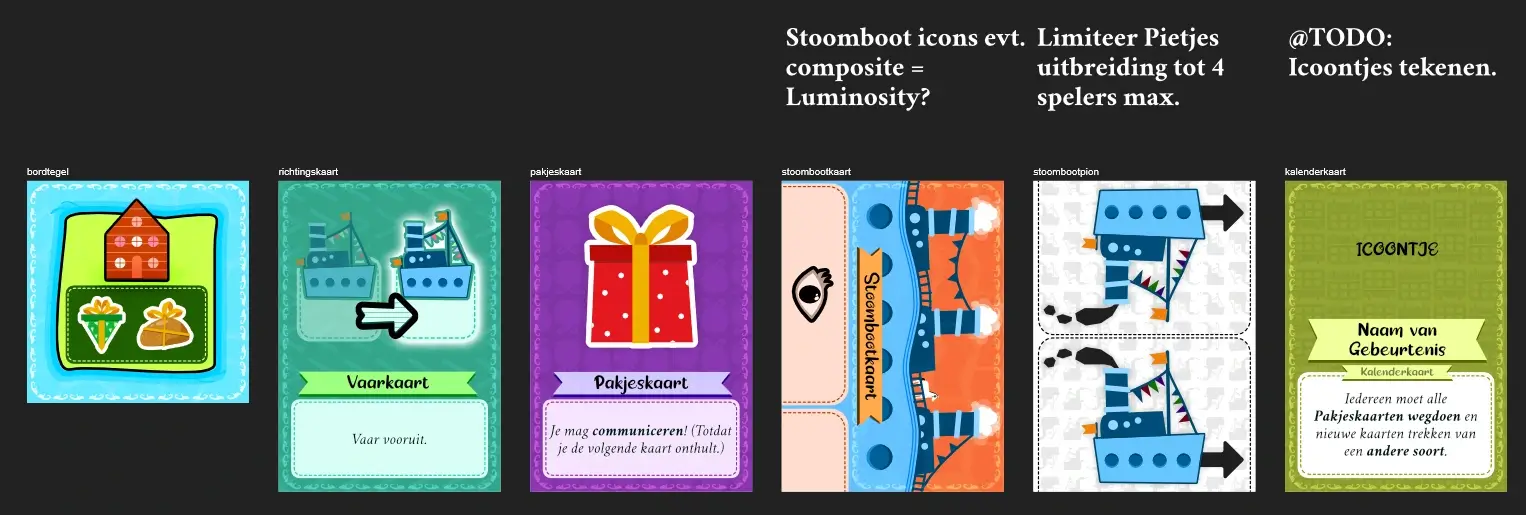 Stoomboot icons evt.
composite =
Luminosity?
Limiteer Pietjes
uitbreiding tot 4
spelers max.
@TODO:
Icoontjes tekenen.
bordtegel
richtingskaart
pakjeskaart
stoombootkaart
stoombootpion
kalenderkaart
Vaarkaart
Vaar vooruit.
Pakjeskaart
Je mag communiceren! (Totdat
je de volgende kaart onthult.)
Stoombootkaart
ICOONTJE
Naam van
Gebeurtenis
Kalenderkaart
Iedereen moet alle
Pakjeskaarten wegdoen en
nieuwe kaarten trekken van
een andere soort.